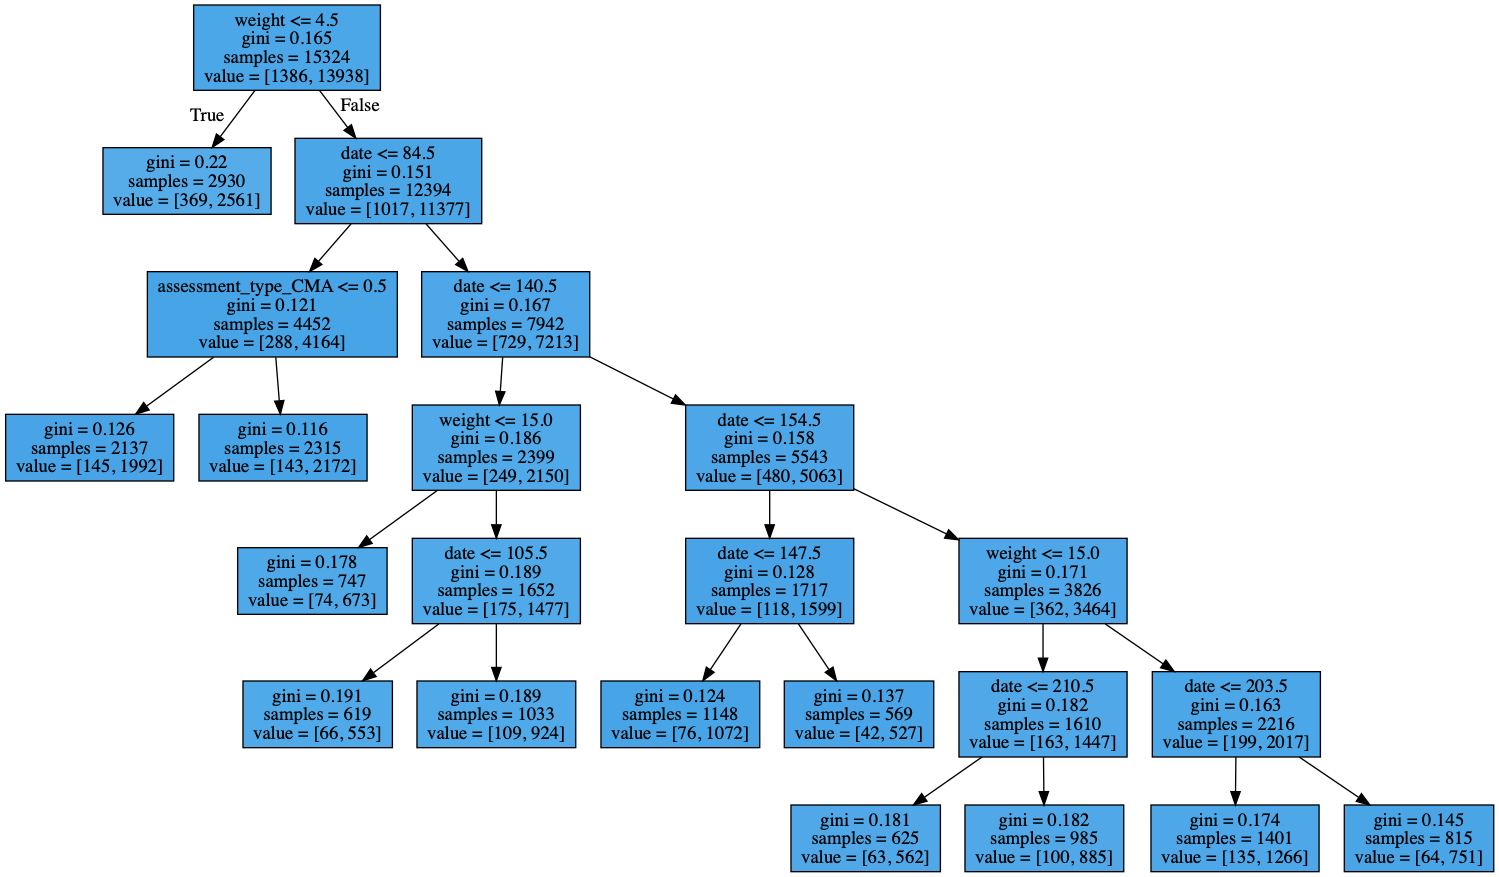 weight <= 4.5
gini = 0.165
samples = 15324
value = [1386, 13938]
True
False
gini = 0.22
samples = 2930
value = [369, 2561]
date <= 84.5
gini = 0.151
samples = 12394
value = [1017, 11377]
assessment_type_CMA <= 0.5
gini = 0.121
samples = 4452
value = [288, 4164]
date <= 140.5
gini = 0.167
samples = 7942
value = [729, 7213]
gini = 0.126
samples = 2137
value = [145, 1992]
gini = 0.116
samples = 2315
value = [143, 2172]
weight <= 15.0
gini = 0.186
samples = 2399
value = [249, 2150]
date <= 154.5
gini = 0.158
samples = 5543
value = [480, 5063]
gini = 0.178
samples = 747
value = [74, 673]
date <= 105.5
gini = 0.189
samples = 1652
value = [175, 1477]
date <= 147.5
gini = 0.128
samples = 1717
value = [118, 1599]
weight <= 15.0
gini = 0.171
samples = 3826
value = [362, 3464]
gini = 0.191
samples = 619
value = [66, 553]
gini = 0.189
samples = 1033
value = [109, 924]
gini = 0.124
samples = 1148
value = [76, 1072]
gini = 0.137
samples = 569
value = [42, 527]
date <= 210.5
gini = 0.182
samples = 1610
value = [163, 1447]
date <= 203.5
gini = 0.163
samples = 2216
value = [199, 2017]
gini = 0.181
samples = 625
value = [63, 562]
gini = 0.182
samples = 985
value = [100, 885]
gini = 0.174
samples = 1401
value = [135, 1266]
gini = 0.145
samples = 815
value = [64, 751]